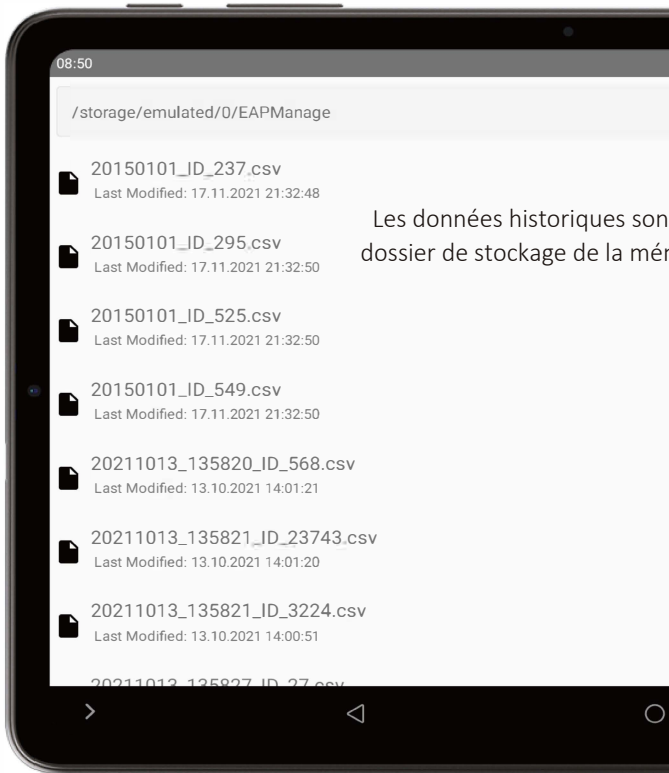 08:50
/storage/emulated/0/EAPManage
20150101_ID_237.csv
Last Modified: 17.11.2021 21:32:48
Les données historiques son
20150101_ID_295.csv
dossier de stockage de la mé
Last Modified: 17.11.2021 21:32:50
20150101_ID_525.csv
Last Modified: 17.11.2021 21:32:50
20150101_ID_549.csv
Last Modified: 17.11.2021 21:32:50
20211013_135820_ID_568.csv
Last Modified: 13.10.2021 14:01:21
20211013_135821_ID_23743.csv
Last Modified: 13.10.2021 14:01:20
20211013_135821_ID_3224.csv
Last Modified: 13.10.2021 14:00:51
20211013_135827_ID_27.csv